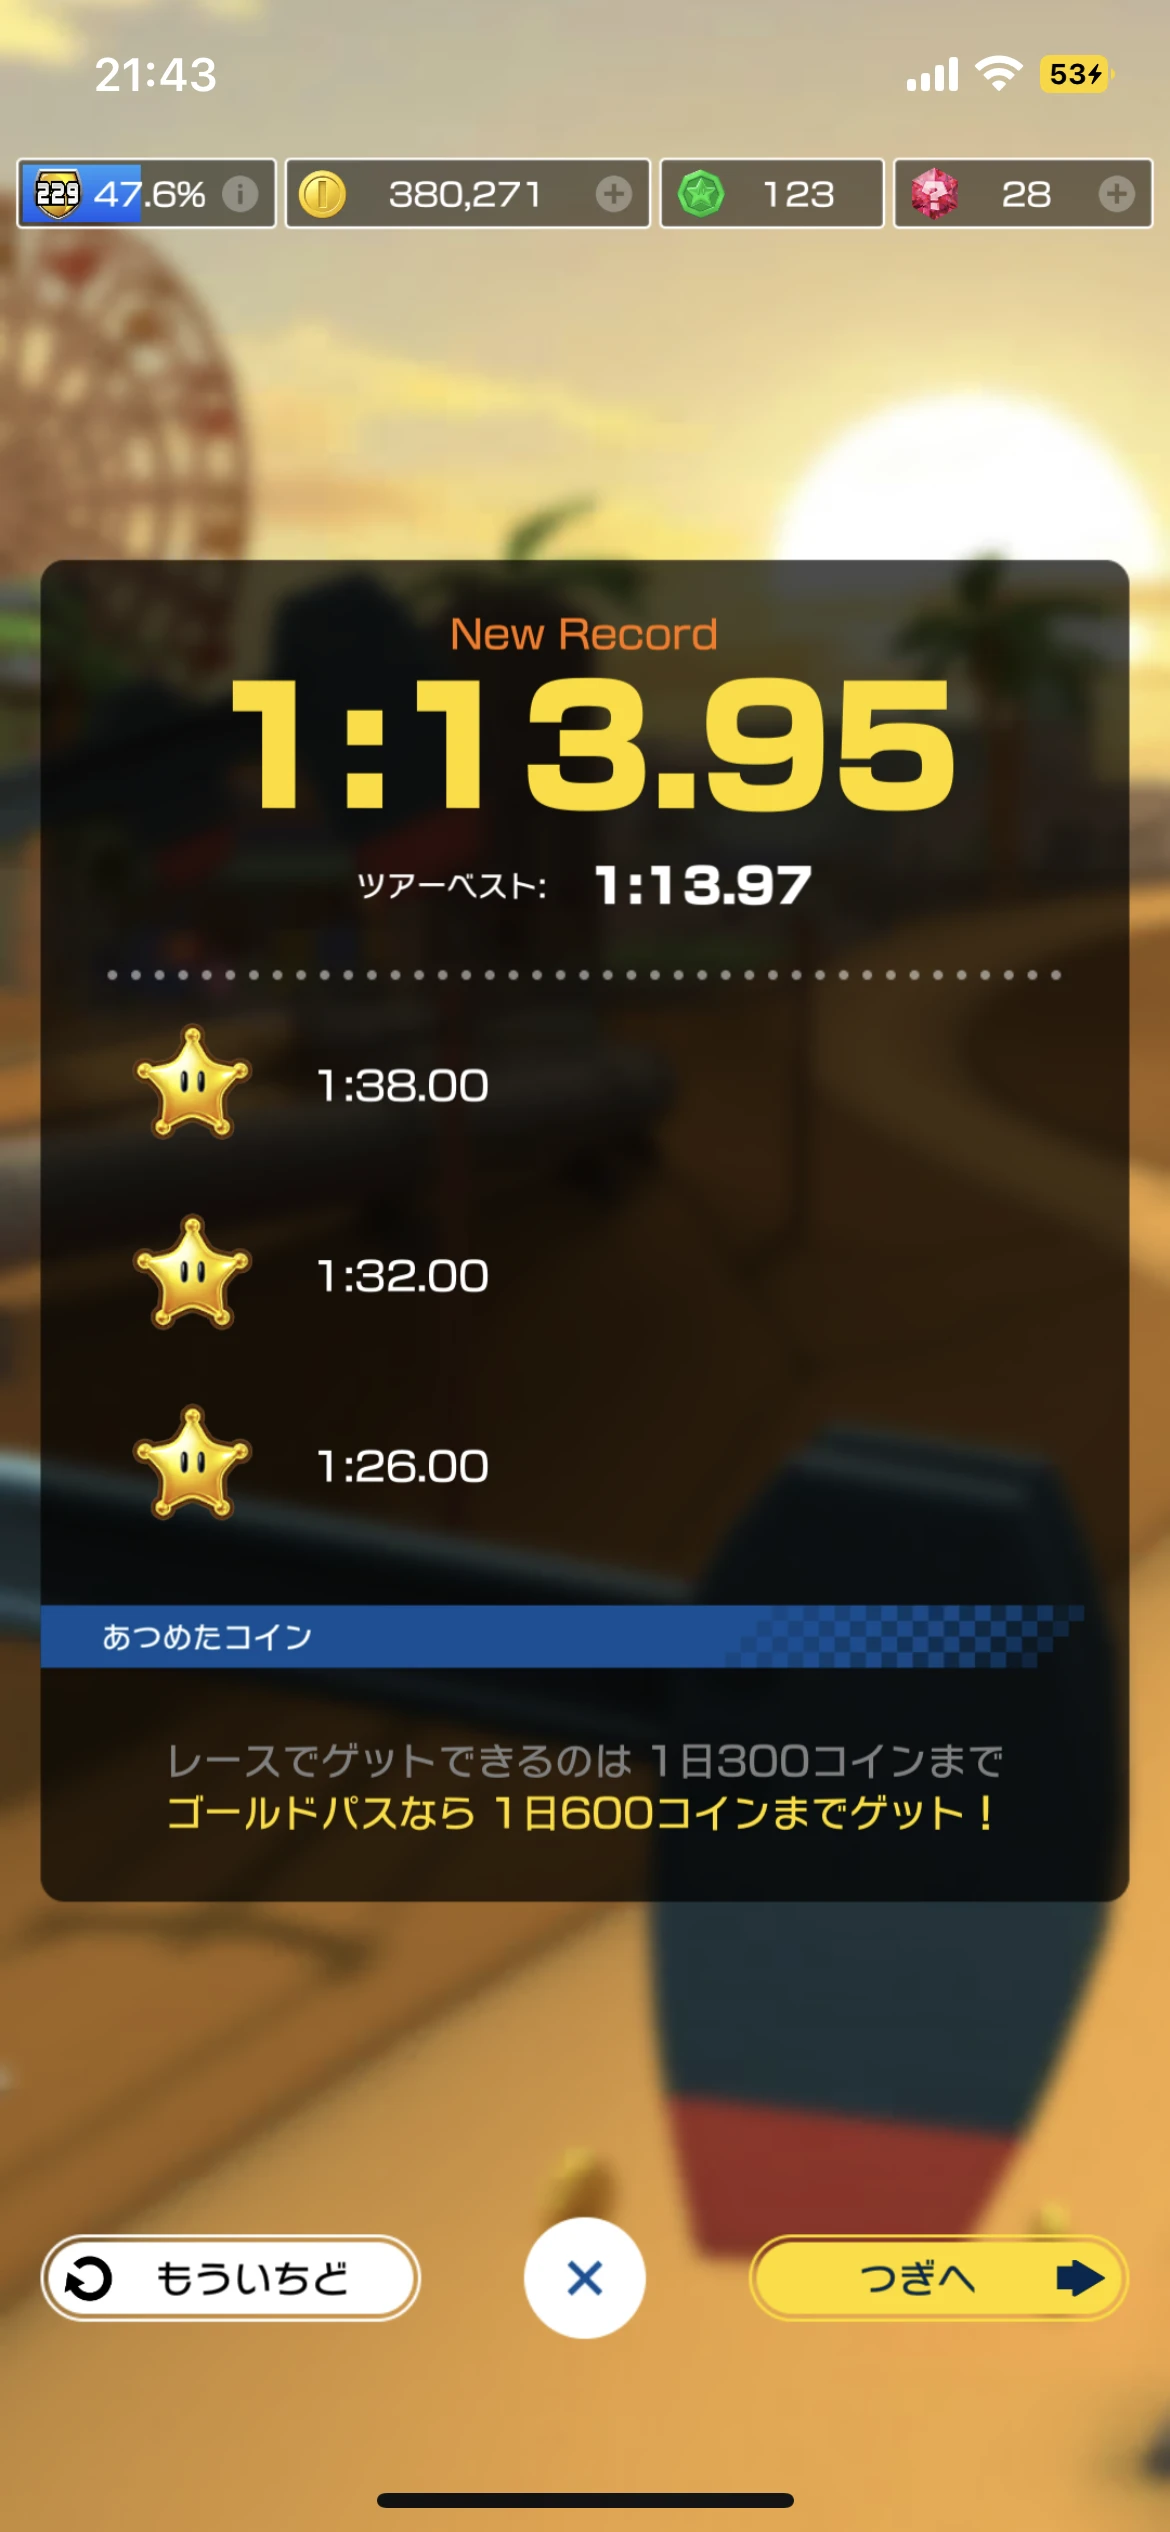 21:43
53
229 47.6% 380,271 123 28
New Record
1:13.95
ツアーベスト: 1:13.97
1:38.00
1:32.00
1:26.00
あつめたコイン
レースでゲットできるのは 1日300コインまで
ゴールドパスなら 1日600コインまでゲット！
もういちど
つぎへ